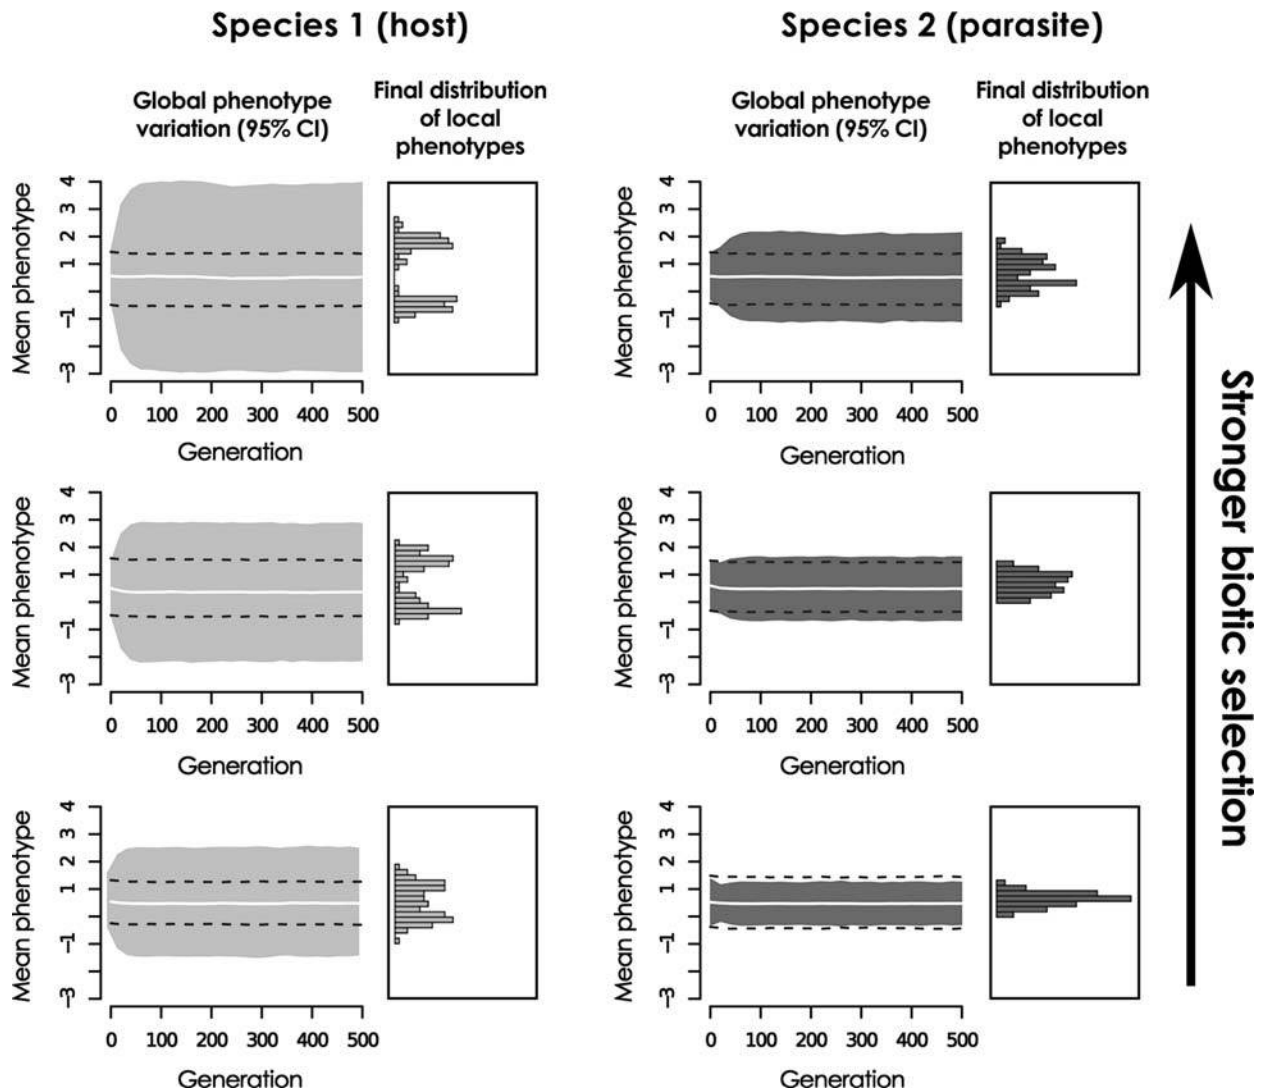 Species 1 (host)
Species 2 (parasite)
Global phenotype
variation (95% CI)
Final distribution
of local
phenotypes
Global phenotype
variation (95% CI)
Final distribution
of local
phenotypes
Mean phenotype
4
3
2
1
-1
-3
0 100 200 300 400 500
Generation
Mean phenotype
4
3
2
1
-1
-3
0 100 200 300 400 500
Generation
Mean phenotype
4
3
2
1
-1
-3
0 100 200 300 400 500
Generation
Mean phenotype
4
3
2
1
-1
-3
0 100 200 300 400 500
Generation
Mean phenotype
4
3
2
1
-1
-3
0 100 200 300 400 500
Generation
Mean phenotype
4
3
2
1
-1
-3
0 100 200 300 400 500
Generation
Stronger biotic selection